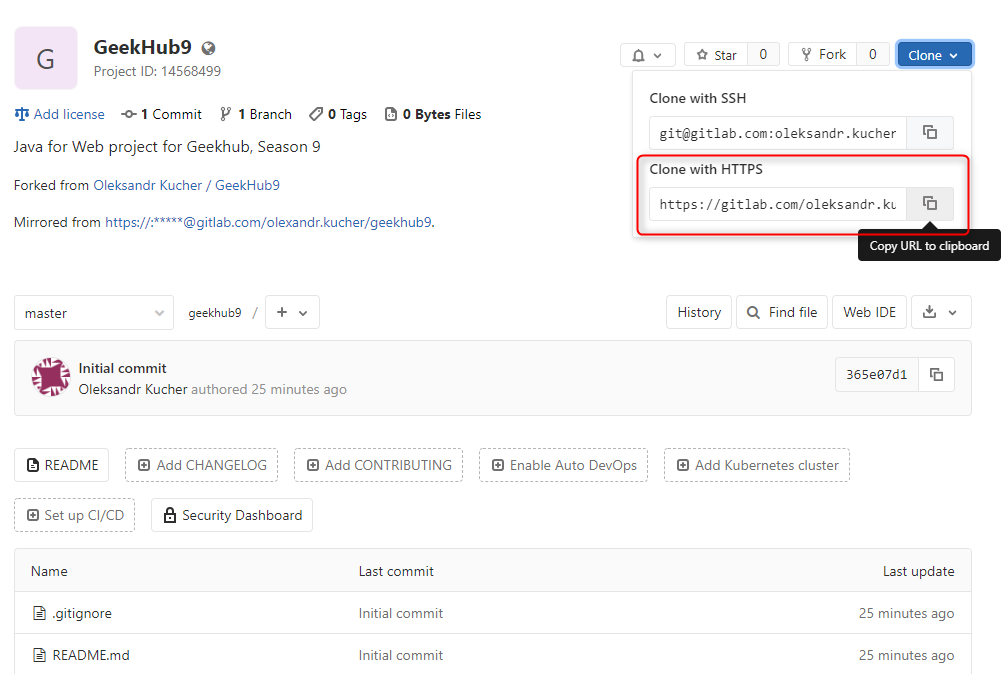 G
GeekHub9
Project ID: 14568499
Star 0 Fork 0 Clone
Add license 1 Commit 1 Branch 0 Tags 0 Bytes Files
Java for Web project for Geekhub, Season 9
Forked from Oleksandr Kucher / GeekHub9
Mirrored from https://:*****@gitlab.com/olexandr.kucher/geekhub9.
Clone with SSH
git@gitlab.com:oleksandr.kucher
Clone with HTTPS
https://gitlab.com/oleksandr.ku
Copy URL to clipboard
master geekhub9 / + History Find file Web IDE
Initial commit
Oleksandr Kucher authored 25 minutes ago
365e07d1
README Add CHANGELOG Add CONTRIBUTING Enable Auto DevOps Add Kubernetes cluster
Set up CI/CD Security Dashboard
Name Last commit Last update
.gitignore Initial commit 25 minutes ago
README.md Initial commit 25 minutes ago